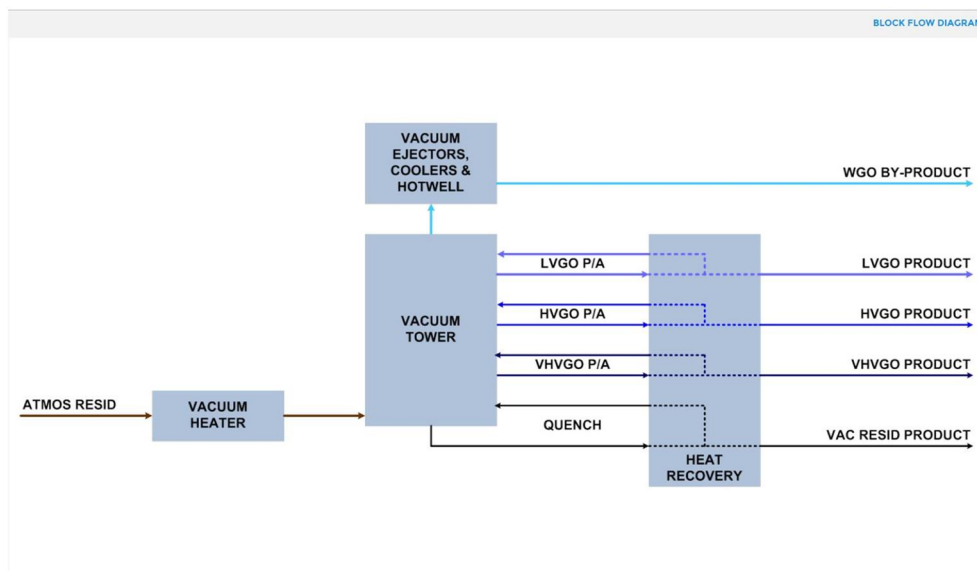 BLOCK FLOW DIAGRAM
VACUUM
EJECTORS,
COOLERS &
HOTWELL
WGO BY-PRODUCT
LVGO P/A
LVGO PRODUCT
HVGO P/A
HVGO PRODUCT
VACUUM
TOWER
VHVGO P/A
VHVGO PRODUCT
ATMOS RESID
VACUUM
HEATER
QUENCH
VAC RESID PRODUCT
HEAT
RECOVERY